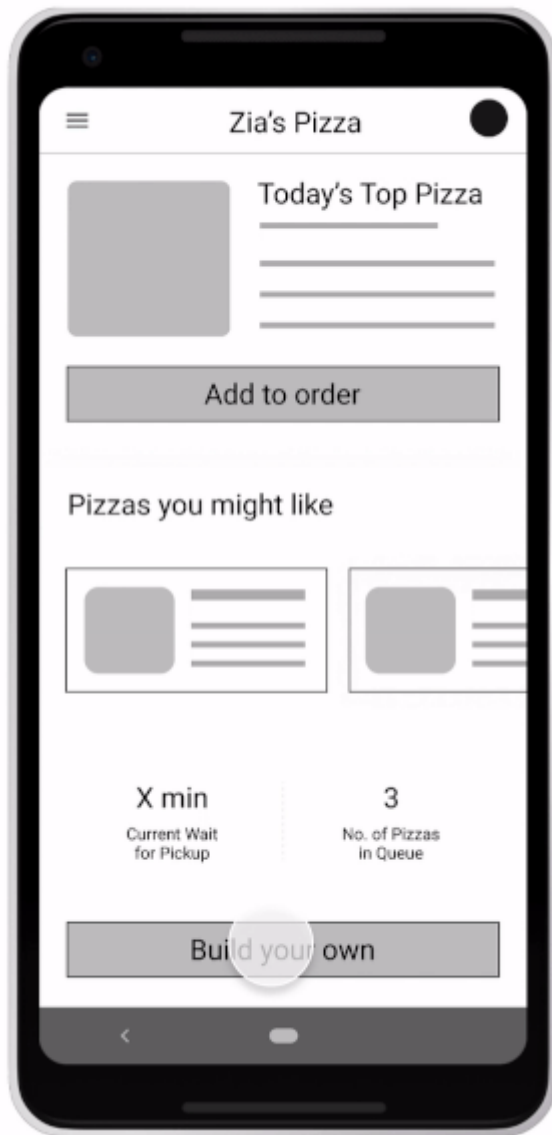 Zia's Pizza
Today's Top Pizza
Add to order
Pizzas you might like
X min
Current Wait
for Pickup
3
No. of Pizzas
in Queue
Build your own